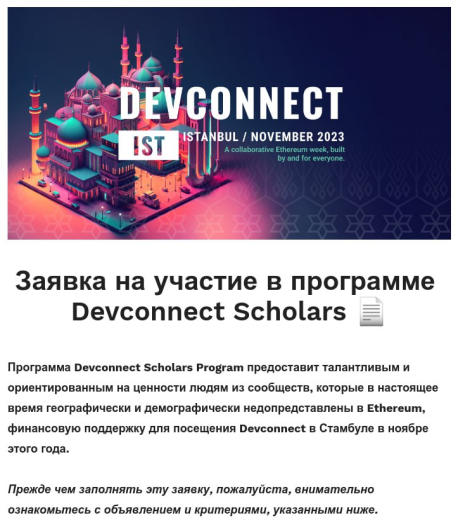 DEVCONNECT
IST
ISTANBUL / NOVEMBER 2023
A collaborative Ethereum week, built
by and for everyone.
Заявка на участие в программе
Devconnect Scholars
Программа Devconnect Scholars Program предоставит талантливым и
ориентированным на ценности людям из сообществ, которые в настоящее
время географически и демографически недопредставлены в Ethereum,
финансовую поддержку для посещения Devconnect в Стамбуле в ноябре
этого года.
Прежде чем заполнять эту заявку, пожалуйста, внимательно
ознакомьтесь с объявлением и критериями, указанными ниже.